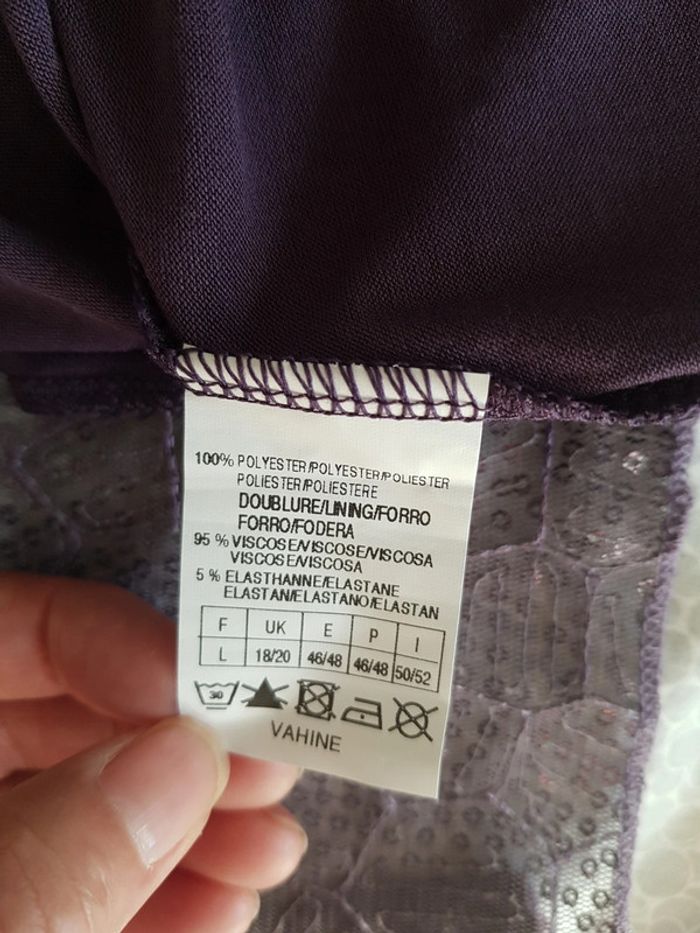 100% POLYESTER/POLYESTER/POLIESTER
POLIESTER/POLIESTERE
DOUBLURE/LINING/FORRO
FORRO/FODERA
95 % VISCOSE/VISCOSE/VISCOSA
VISCOSE/VISCOSA
5 % ELASTHANNE/ELASTANE
ELASTAN/ELASTANO/ELASTAN
F UK E P I
L 18/20 46/48 46/48 50/52
30
VAHINE